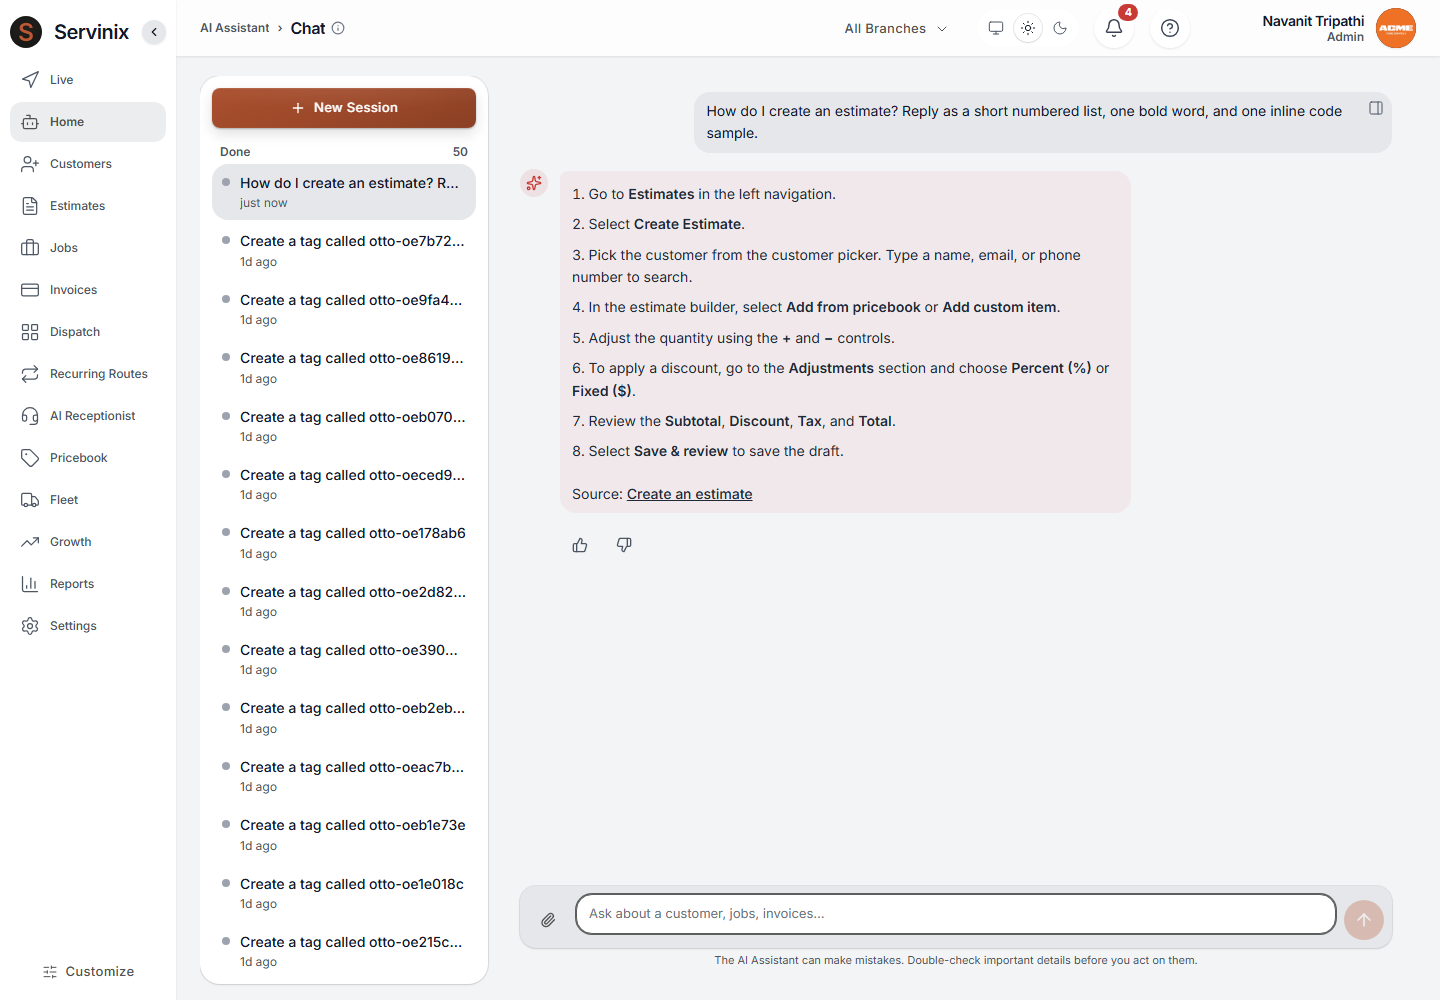 S Servinix
Live
Home
Customers
Estimates
Jobs
Invoices
Dispatch
Recurring Routes
AI Receptionist
Pricebook
Fleet
Growth
Reports
Settings
Customize
AI Assistant › Chat
All Branches
4
Navanit Tripathi
Admin
ACME
+ New Session
Done 50
How do I create an estimate? R...
just now
Create a tag called otto-oe7b72...
1d ago
Create a tag called otto-oe9fa4...
1d ago
Create a tag called otto-oe8619...
1d ago
Create a tag called otto-oeb070...
1d ago
Create a tag called otto-oeced9...
1d ago
Create a tag called otto-oe178ab6
1d ago
Create a tag called otto-oe2d82...
1d ago
Create a tag called otto-oe390...
1d ago
Create a tag called otto-oeb2eb...
1d ago
Create a tag called otto-oeac7b...
1d ago
Create a tag called otto-oeb1e73e
1d ago
Create a tag called otto-oe1e018c
1d ago
Create a tag called otto-oe215c...
1d ago
How do I create an estimate? Reply as a short numbered list, one bold word, and one inline code
sample.
1. Go to Estimates in the left navigation.
2. Select Create Estimate.
3. Pick the customer from the customer picker. Type a name, email, or phone
number to search.
4. In the estimate builder, select Add from pricebook or Add custom item.
5. Adjust the quantity using the + and − controls.
6. To apply a discount, go to the Adjustments section and choose Percent (%) or
Fixed ($).
7. Review the Subtotal, Discount, Tax, and Total.
8. Select Save & review to save the draft.
Source: Create an estimate
Ask about a customer, jobs, invoices...
The AI Assistant can make mistakes. Double-check important details before you act on them.